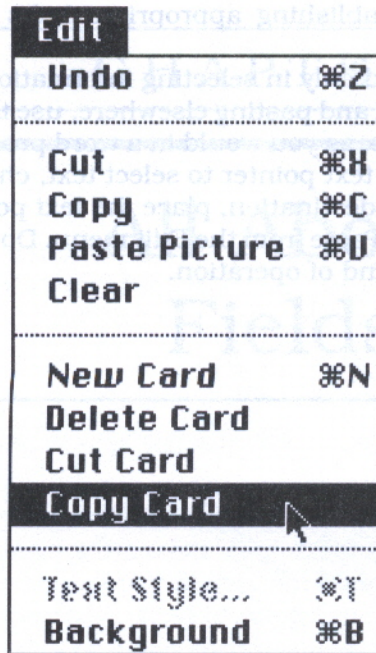 Edit
Undo ⌘Z
Cut ⌘X
Copy ⌘C
Paste Picture ⌘V
Clear
New Card ⌘N
Delete Card
Cut Card
Copy Card
Text Style... ⌘T
Background ⌘B